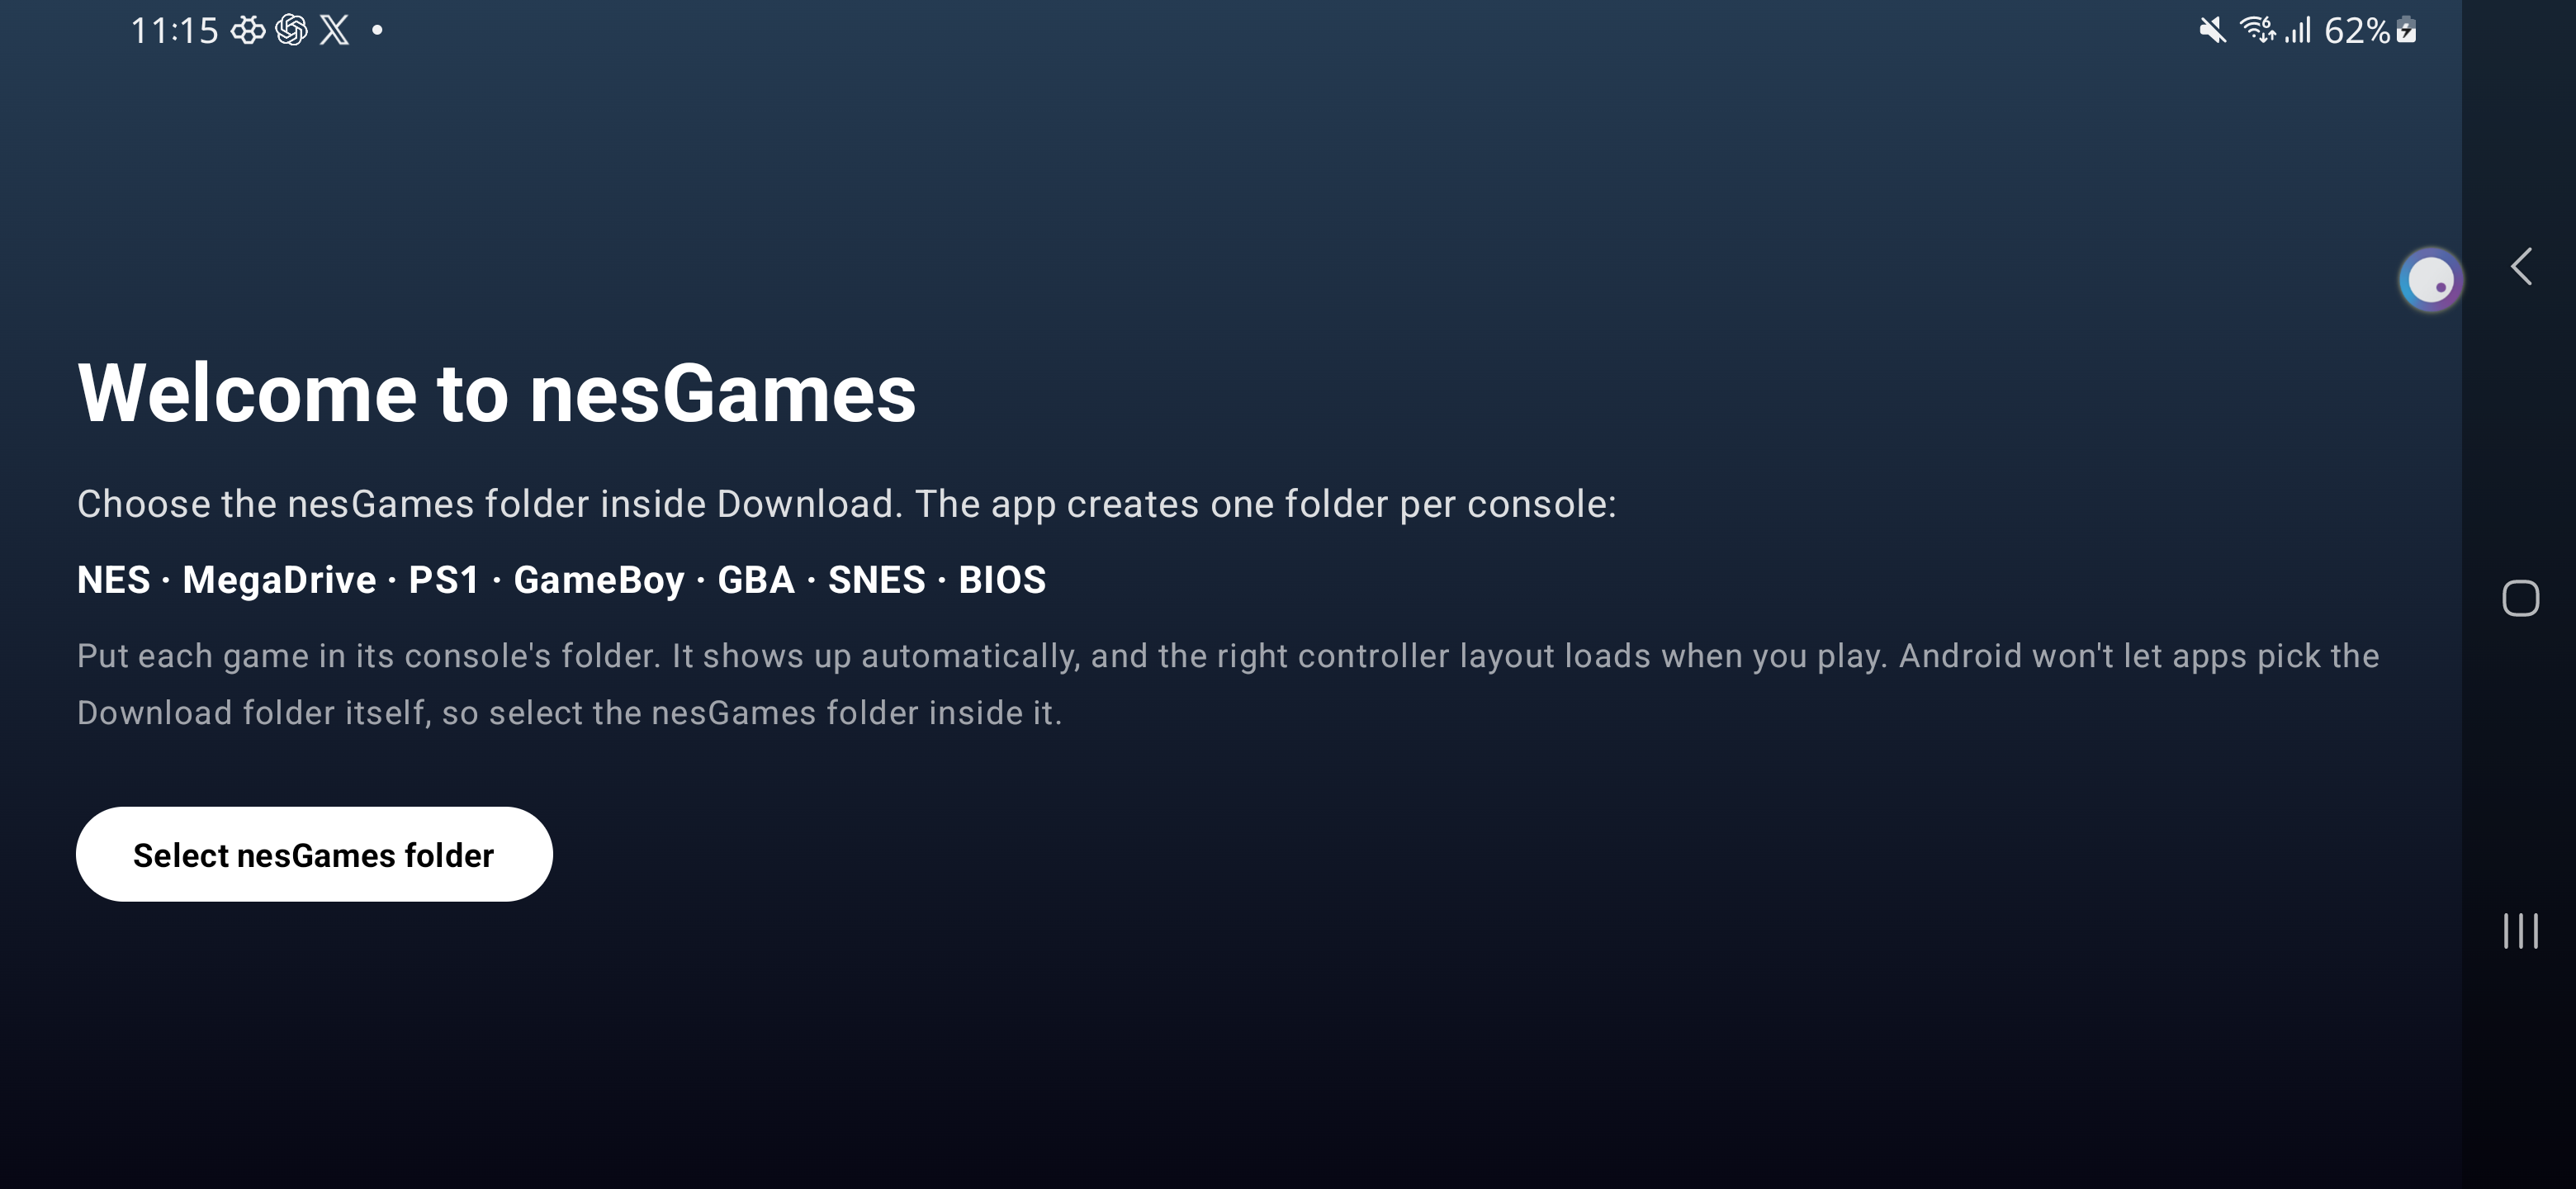 11:15
62%
Welcome to nesGames
Choose the nesGames folder inside Download. The app creates one folder per console:
NES · MegaDrive · PS1 · GameBoy · GBA · SNES · BIOS
Put each game in its console's folder. It shows up automatically, and the right controller layout loads when you play. Android won't let apps pick the
Download folder itself, so select the nesGames folder inside it.
Select nesGames folder